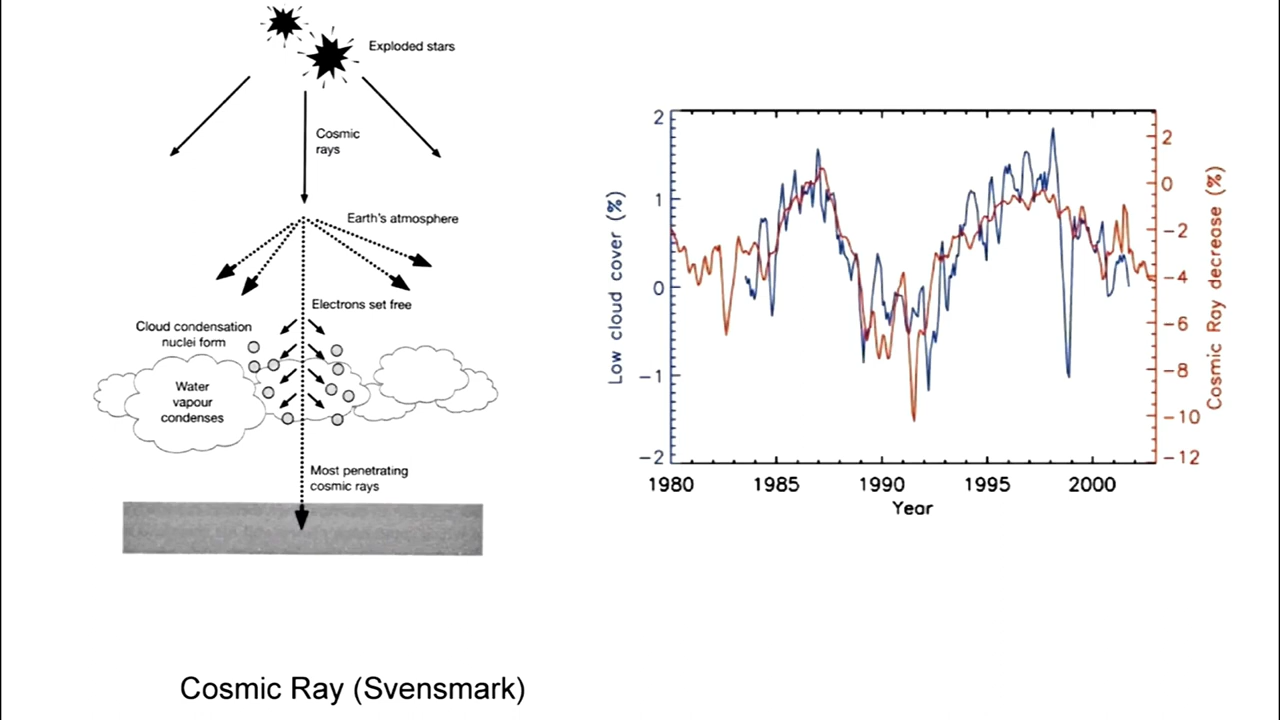 Exploded stars
Cosmic
rays
Earth's atmosphere
Electrons set free
Cloud condensation
nuclei form
Water
vapour
condenses
Most penetrating
cosmic rays
Low cloud cover (%)
2
1
0
−1
−2
2
0
−2
−4
−6
−8
−10
−12
Cosmic Ray decrease (%)
1980 1985 1990 1995 2000
Year
Cosmic Ray (Svensmark)